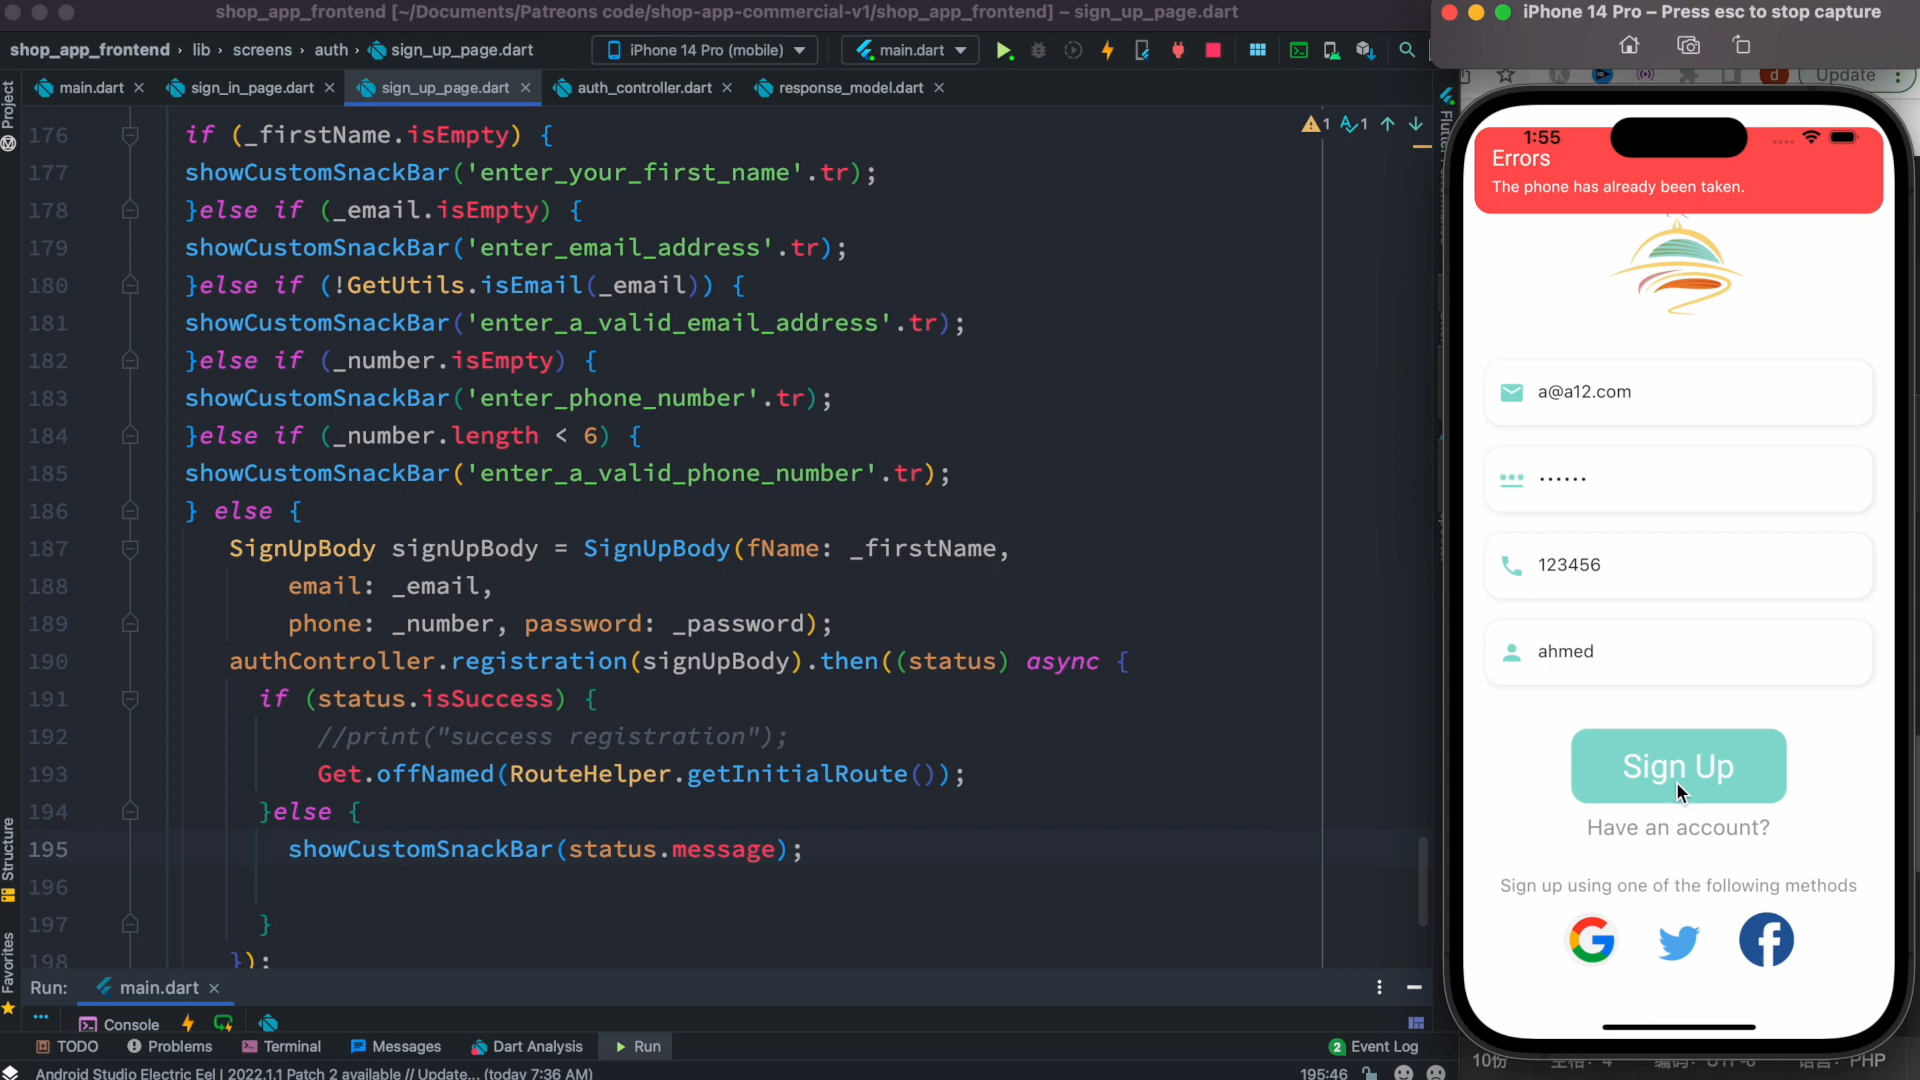 shop_app_frontend [~/Documents/Patreons code/shop-app-commercial-v1/shop_app_frontend] – sign_up_page.dart
iPhone 14 Pro – Press esc to stop capture
shop_app_frontend › lib › screens › auth › sign_up_page.dart
iPhone 14 Pro (mobile)
main.dart
Update
main.dart
sign_in_page.dart
sign_up_page.dart
auth_controller.dart
response_model.dart
Project
1
1
176 if (_firstName.isEmpty) {
177 showCustomSnackBar('enter_your_first_name'.tr);
178 }else if (_email.isEmpty) {
179 showCustomSnackBar('enter_email_address'.tr);
180 }else if (!GetUtils.isEmail(_email)) {
181 showCustomSnackBar('enter_a_valid_email_address'.tr);
182 }else if (_number.isEmpty) {
183 showCustomSnackBar('enter_phone_number'.tr);
184 }else if (_number.length < 6) {
185 showCustomSnackBar('enter_a_valid_phone_number'.tr);
186 } else {
187 SignUpBody signUpBody = SignUpBody(fName: _firstName,
188 email: _email,
189 phone: _number, password: _password);
190 authController.registration(signUpBody).then((status) async {
191 if (status.isSuccess) {
192 //print("success registration");
193 Get.offNamed(RouteHelper.getInitialRoute());
194 }else {
195 showCustomSnackBar(status.message);
196
197 }
198 });
Structure
Favorites
1:55
Errors
The phone has already been taken.
a@a12.com
••••••
123456
ahmed
Sign Up
Have an account?
Sign up using one of the following methods
Run: main.dart
Console
TODO
Problems
Terminal
Messages
Dart Analysis
Run
2 Event Log
Android Studio Electric Eel | 2022.1.1 Patch 2 available // Update... (today 7:36 AM)
195:46
PHP